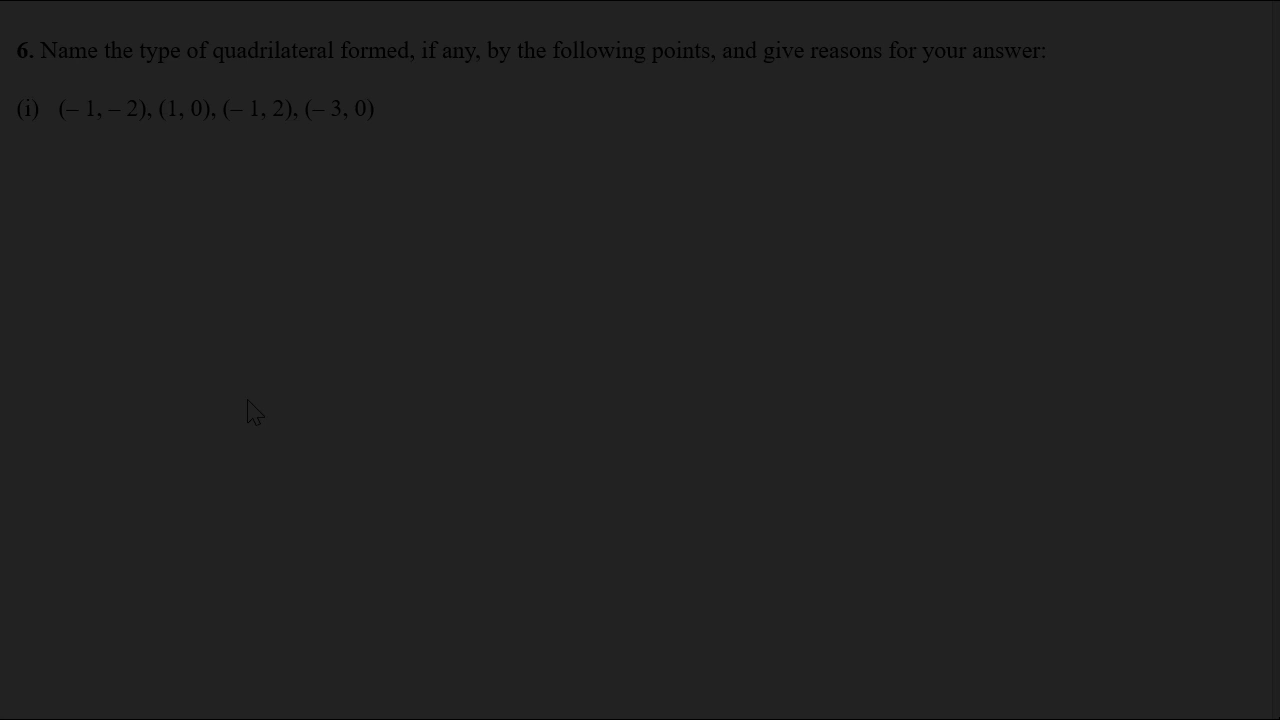 6. Name the type of quadrilateral formed, if any, by the following points, and give reasons for your answer:
(i) (– 1, – 2), (1, 0), (– 1, 2), (– 3, 0)